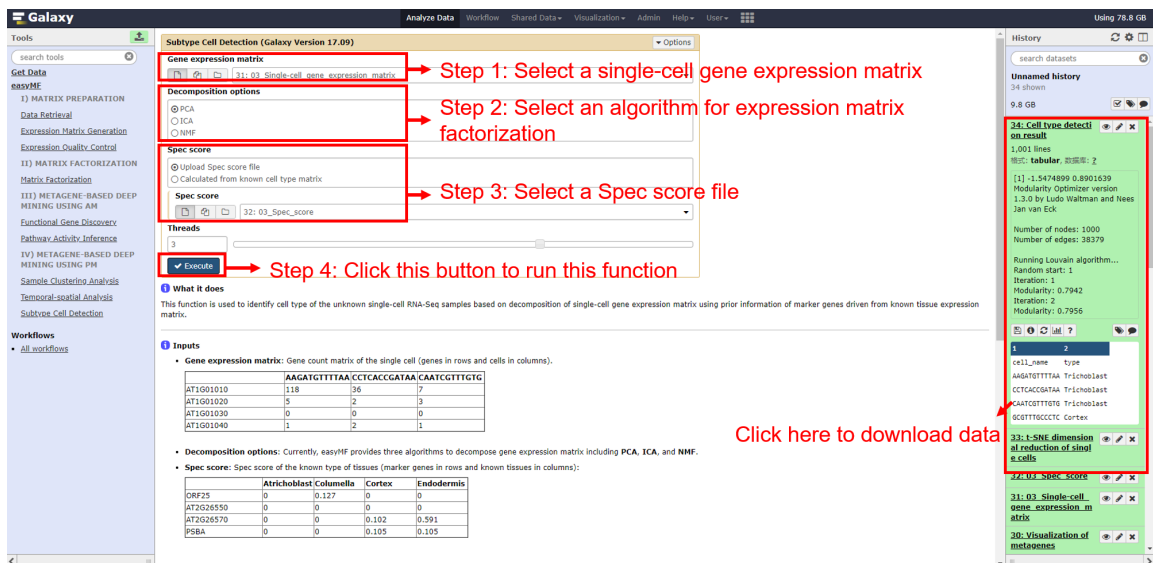 Galaxy
Analyze Data Workflow Shared Data Visualization Admin Help User
Using 78.8 GB
Tools
search tools
Get Data
easyMF
I) MATRIX PREPARATION
Data Retrieval
Expression Matrix Generation
Expression Quality Control
II) MATRIX FACTORIZATION
Matrix Factorization
III) METAGENE-BASED DEEP
MINING USING AM
Functional Gene Discovery
Pathway Activity Inference
IV) METAGENE-BASED DEEP
MINING USING PM
Sample Clustering Analysis
Temporal-spatial Analysis
Subtype Cell Detection
Workflows
All workflows
Subtype Cell Detection (Galaxy Version 17.09)
Options
Gene expression matrix
31: 03_Single-cell_gene_expression_matrix
Step 1: Select a single-cell gene expression matrix
Decomposition options
PCA
ICA
NMF
Step 2: Select an algorithm for expression matrix
factorization
Spec score
Upload Spec score file
Calculated from known cell type matrix
Spec score
32: 03_Spec_score
Step 3: Select a Spec score file
Threads
3
Execute
Step 4: Click this button to run this function
What it does
This function is used to identify cell type of the unknown single-cell RNA-Seq samples based on decomposition of single-cell gene expression matrix using prior information of marker genes driven from known tissue expression
matrix.
Inputs
• Gene expression matrix: Gene count matrix of the single cell (genes in rows and cells in columns).
AAGATGTTTTAA CCTCACCGATAA CAATCGTTTGTG
AT1G01010 118 36 7
AT1G01020 5 2 3
AT1G01030 0 0 0
AT1G01040 1 2 1
• Decomposition options: Currently, easyMF provides three algorithms to decompose gene expression matrix including PCA, ICA, and NMF.
• Spec score: Spec score of the known type of tissues (marker genes in rows and known tissues in columns):
Atrichoblast Columella Cortex Endodermis
ORF25 0 0.127 0 0
AT2G26550 0 0 0 0
AT2G26570 0 0 0.102 0.591
PSBA 0 0 0.105 0.105
Click here to download data
History
search datasets
Unnamed history
34 shown
9.8 GB
34: Cell type detecti
on result
1,001 lines
格式: tabular, 数据库: ?
[1] -1.5474899 0.8901639
Modularity Optimizer version
1.3.0 by Ludo Waltman and Nees
Jan van Eck
Number of nodes: 1000
Number of edges: 38379
Running Louvain algorithm...
Random start: 1
Iteration: 1
Modularity: 0.7942
Iteration: 2
Modularity: 0.7956
1 2
cell_name type
AAGATGTTTTAA Trichoblast
CCTCACCGATAA Trichoblast
CAATCGTTTGTG Trichoblast
GCGTTTGCCCTC Cortex
33: t-SNE dimension
al reduction of singl
e cells
32: 03_Spec_score
31: 03_Single-cell_
gene_expression_m
atrix
30: Visualization of
metagenes